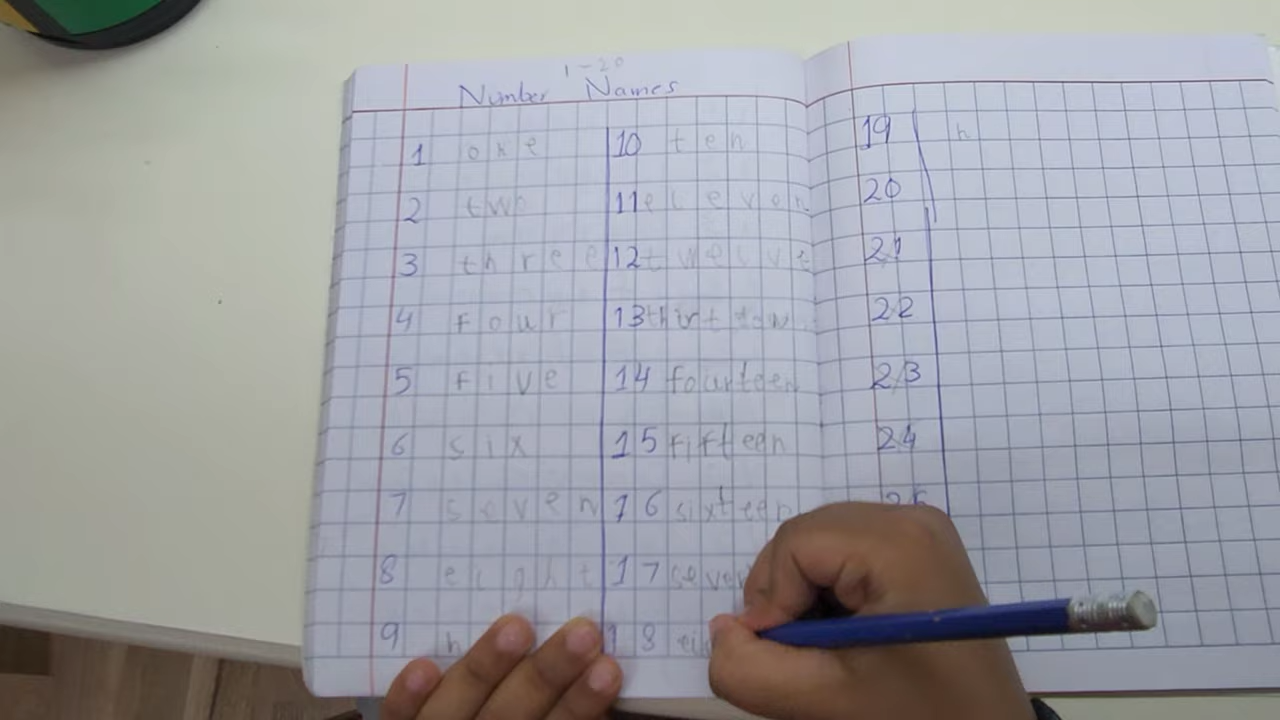 1-20
Number Names
1 one 10 ten
2 two 11 eleven
3 three 12 twelve
4 four 13
5 five 14 fourteen
6 six 15 fifteen
7 seven 16 sixteen
8 eight 17
9 18
19 n
20
21
22
23
24